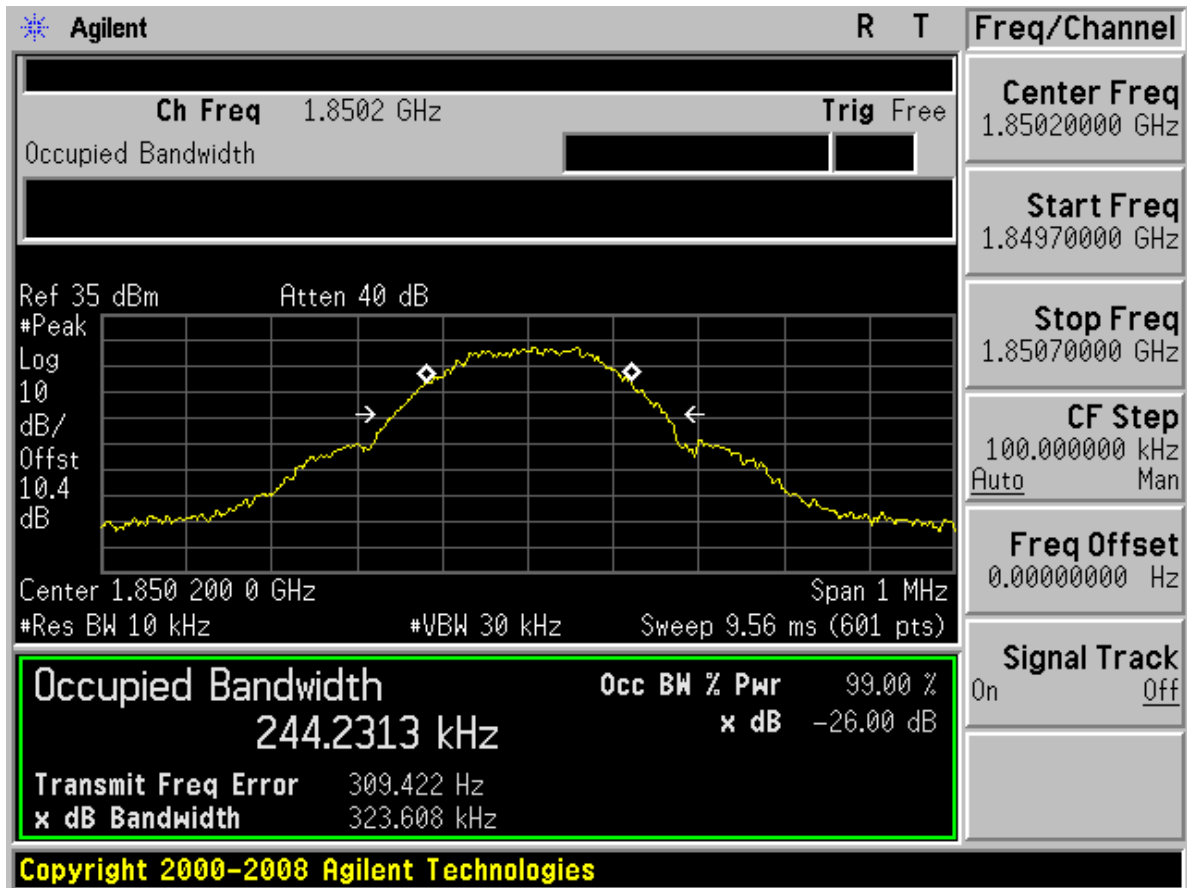 Agilent R T
Ch Freq 1.8502 GHz Trig Free
Occupied Bandwidth
Ref 35 dBm Atten 40 dB
#Peak
Log
10
dB/
Offst
10.4
dB
Center 1.850 200 0 GHz Span 1 MHz
#Res BW 10 kHz #VBW 30 kHz Sweep 9.56 ms (601 pts)
Occupied Bandwidth
244.2313 kHz
Occ BW % Pwr 99.00 %
x dB -26.00 dB
Transmit Freq Error 309.422 Hz
x dB Bandwidth 323.608 kHz
Copyright 2000-2008 Agilent Technologies
Freq/Channel
Center Freq
1.85020000 GHz
Start Freq
1.84970000 GHz
Stop Freq
1.85070000 GHz
CF Step
100.000000 kHz
Auto Man
Freq Offset
0.00000000 Hz
Signal Track
On Off